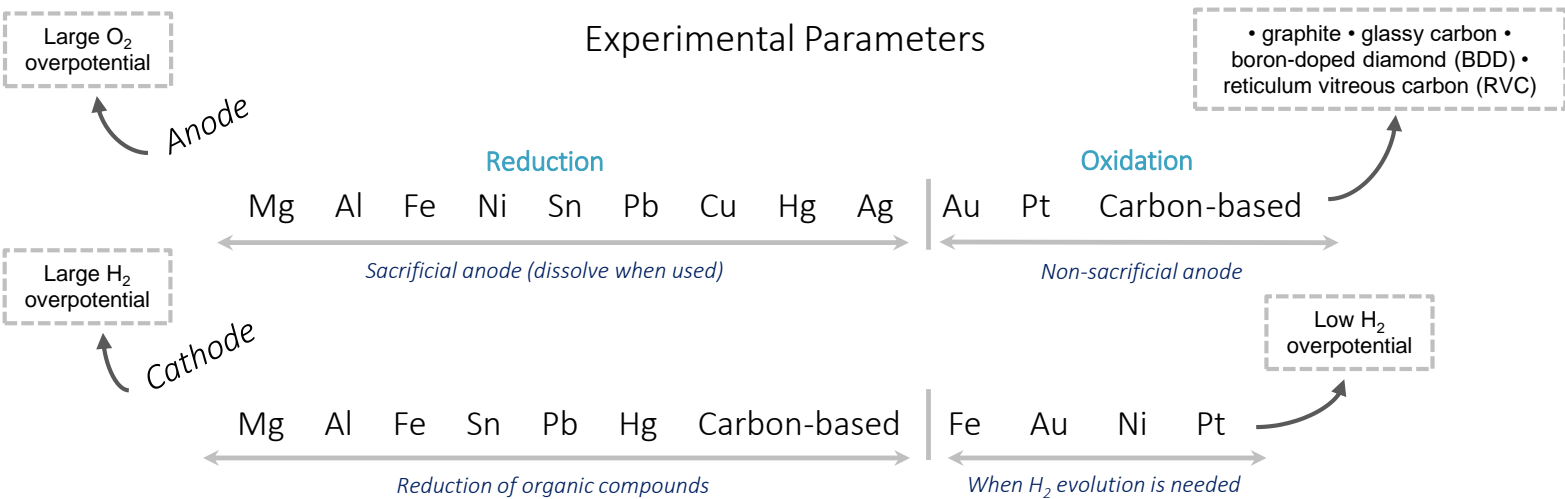 Large O₂
overpotential
Experimental Parameters
• graphite • glassy carbon •
boron-doped diamond (BDD) •
reticulum vitreous carbon (RVC)
Anode
Reduction
Oxidation
Mg Al Fe Ni Sn Pb Cu Hg Ag Au Pt Carbon-based
Sacrificial anode (dissolve when used)
Non-sacrificial anode
Large H₂
overpotential
Cathode
Low H₂
overpotential
Mg Al Fe Sn Pb Hg Carbon-based Fe Au Ni Pt
Reduction of organic compounds
When H₂ evolution is needed